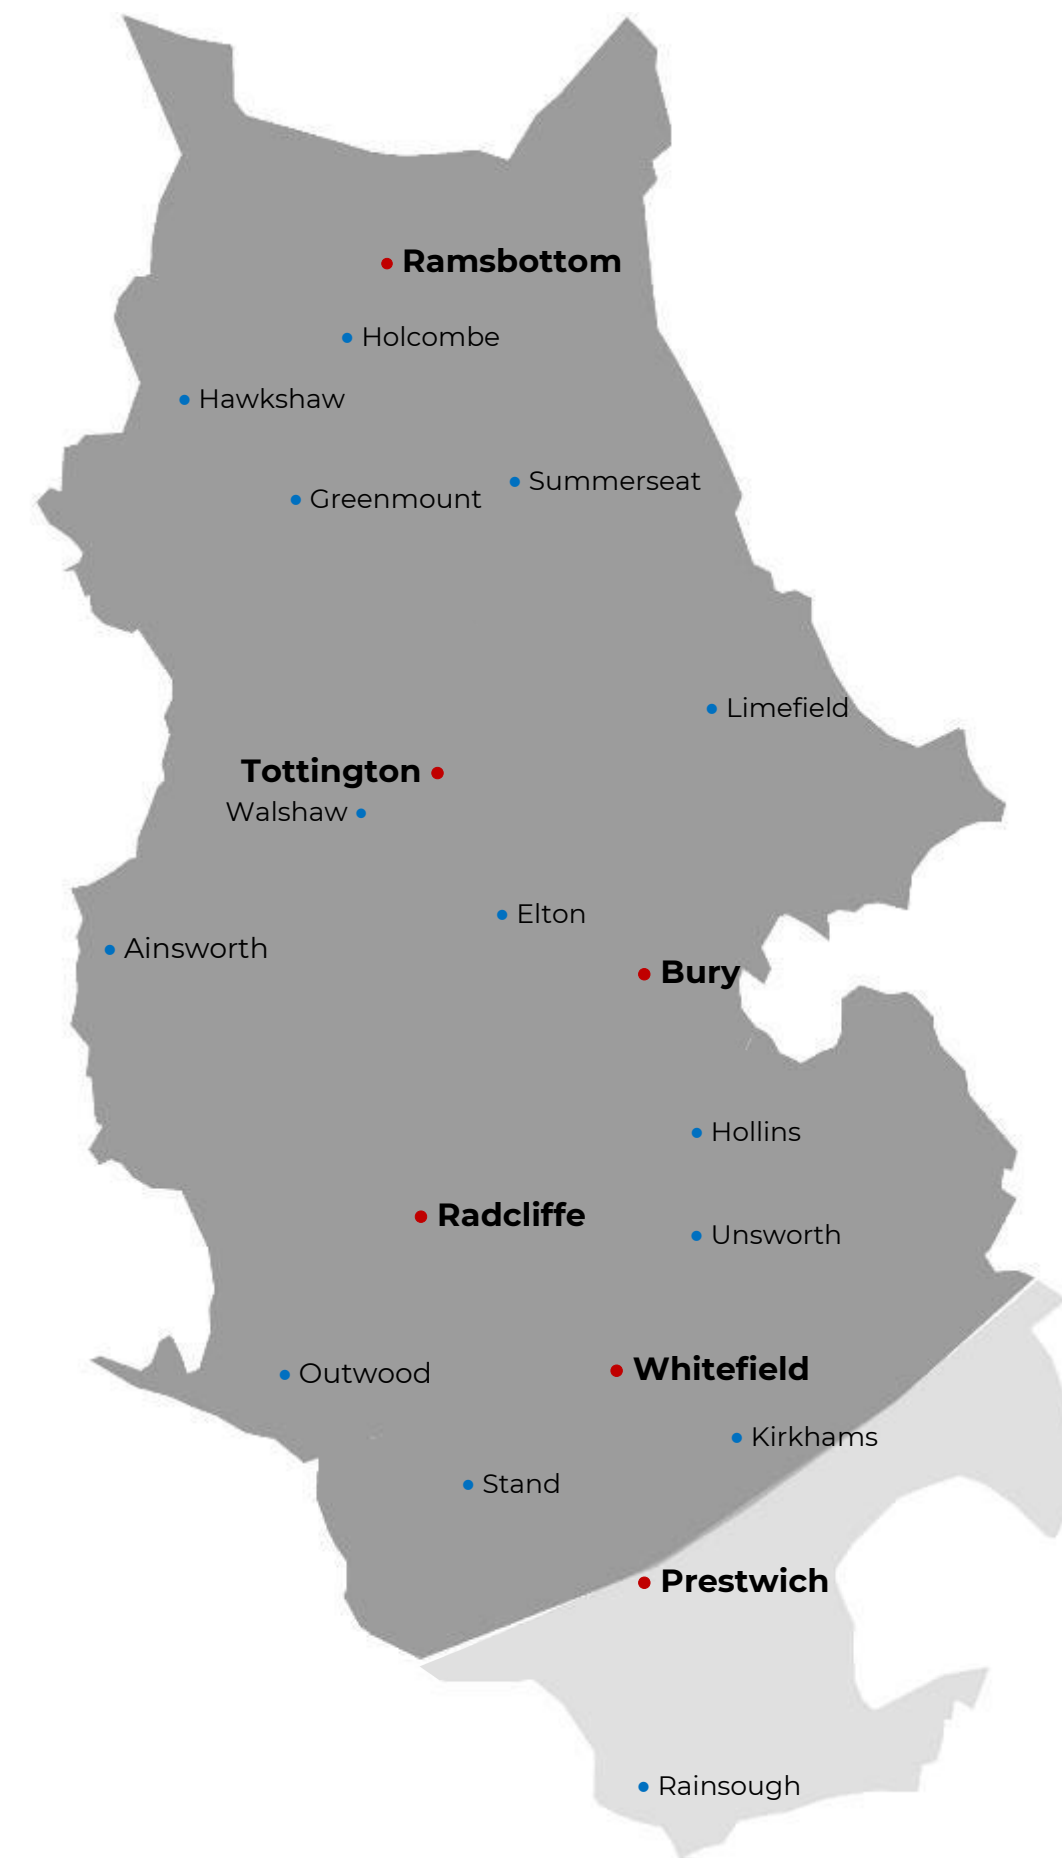 Ramsbottom
Holcombe
Hawkshaw
Summerseat
Greenmount
Limefield
Tottington
Walshaw
Elton
Ainsworth
Bury
Hollins
Radcliffe
Unsworth
Whitefield
Outwood
Kirkhams
Stand
Prestwich
Rainsough